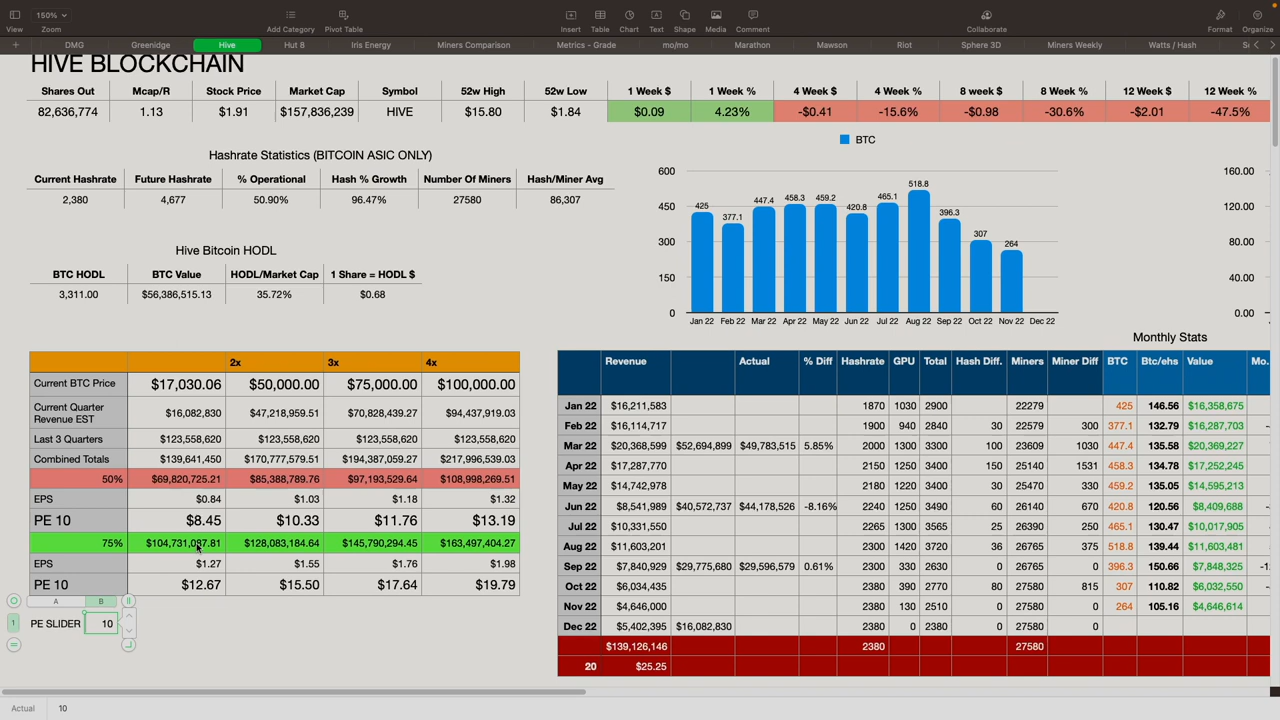 150%
View
Zoom
Add Category
Pivot Table
Insert
Table
Chart
Text
Shape
Media
Comment
Collaborate
Format
Organize
DMG
Greenidge
Hive
Hut 8
Iris Energy
Miners Comparison
Metrics - Grade
mo/mo
Marathon
Mawson
Riot
Sphere 3D
Miners Weekly
Watts / Hash
HIVE BLOCKCHAIN
Shares Out Mcap/R Stock Price Market Cap Symbol 52w High 52w Low 1 Week $ 1 Week % 4 Week $ 4 Week % 8 week $ 8 Week % 12 Week $ 12 Week %
82,636,774 1.13 $1.91 $157,836,239 HIVE $15.80 $1.84 $0.09 4.23% -$0.41 -15.6% -$0.98 -30.6% -$2.01 -47.5%
Hashrate Statistics (BITCOIN ASIC ONLY)
Current Hashrate Future Hashrate % Operational Hash % Growth Number Of Miners Hash/Miner Avg
2,380 4,677 50.90% 96.47% 27580 86,307
Hive Bitcoin HODL
BTC HODL BTC Value HODL/Market Cap 1 Share = HODL $
3,311.00 $56,386,515.13 35.72% $0.68
BTC
600
450
300
150
0
425 377.1 447.4 458.3 459.2 420.8 465.1 518.8 396.3 307 264
Jan 22 Feb 22 Mar 22 Apr 22 May 22 Jun 22 Jul 22 Aug 22 Sep 22 Oct 22 Nov 22 Dec 22
160.00
120.00
80.00
40.00
0.00
2x 3x 4x
Current BTC Price $17,030.06 $50,000.00 $75,000.00 $100,000.00
Current Quarter Revenue EST $16,082,830 $47,218,959.51 $70,828,439.27 $94,437,919.03
Last 3 Quarters $123,558,620 $123,558,620 $123,558,620 $123,558,620
Combined Totals $139,641,450 $170,777,579.51 $194,387,059.27 $217,996,539.03
50% $69,820,725.21 $85,388,789.76 $97,193,529.64 $108,998,269.51
EPS $0.84 $1.03 $1.18 $1.32
PE 10 $8.45 $10.33 $11.76 $13.19
75% $104,731,087.81 $128,083,184.64 $145,790,294.45 $163,497,404.27
EPS $1.27 $1.55 $1.76 $1.98
PE 10 $12.67 $15.50 $17.64 $19.79
A B
1 PE SLIDER 10
Monthly Stats
Revenue Actual % Diff Hashrate GPU Total Hash Diff. Miners Miner Diff BTC Btc/ehs Value Mo.
Jan 22 $16,211,583 1870 1030 2900 22279 425 146.56 $16,358,675
Feb 22 $16,114,717 1900 940 2840 30 22579 300 377.1 132.79 $16,287,703
Mar 22 $20,368,599 $52,694,899 $49,783,515 5.85% 2000 1300 3300 100 23609 1030 447.4 135.58 $20,369,227
Apr 22 $17,287,770 2150 1250 3400 150 25140 1531 458.3 134.78 $17,252,245
May 22 $14,742,978 2180 1220 3400 30 25470 330 459.2 135.05 $14,595,213
Jun 22 $8,541,989 $40,572,737 $44,178,526 -8.16% 2240 1250 3490 60 26140 670 420.8 120.56 $8,409,688
Jul 22 $10,331,550 2265 1300 3565 25 26390 250 465.1 130.47 $10,017,905
Aug 22 $11,603,201 2300 1420 3720 36 26765 375 518.8 139.44 $11,603,481
Sep 22 $7,840,929 $29,775,680 $29,596,579 0.61% 2300 330 2630 0 26765 0 396.3 150.66 $7,848,325
Oct 22 $6,034,435 2380 390 2770 80 27580 815 307 110.82 $6,032,550
Nov 22 $4,646,000 2380 130 2510 0 27580 0 264 105.16 $4,646,614
Dec 22 $5,402,395 $16,082,830 2380 0 2380 0 27580 0
$139,126,146 2380 27580
20 $25.25
Actual 10